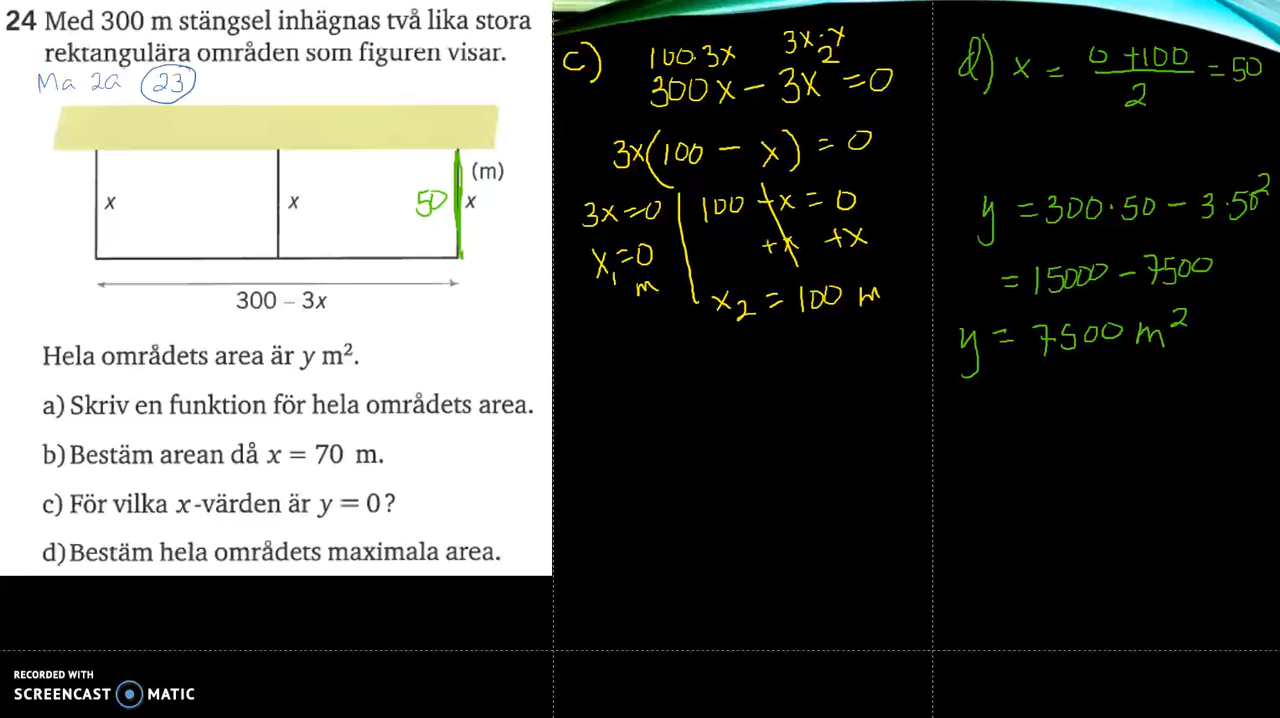 24 Med 300 m stängsel inhägnas två lika stora
rektangulära områden som figuren visar.
Ma 2a 23
(m)
x
x
50 x
300 – 3x
Hela områdets area är y m².
a) Skriv en funktion för hela områdets area.
b) Bestäm arean då x = 70 m.
c) För vilka x-värden är y = 0?
d) Bestäm hela områdets maximala area.
RECORDED WITH
SCREENCAST MATIC
c) 100·3x 3x·x
300x – 3x² = 0
3x(100 – x) = 0
3x=0 100 – x = 0
+x +x
x₁=0 m
x₂ = 100 m
d) x = 0+100 / 2 = 50
y = 300·50 – 3·50²
= 15000 – 7500
y = 7500 m²